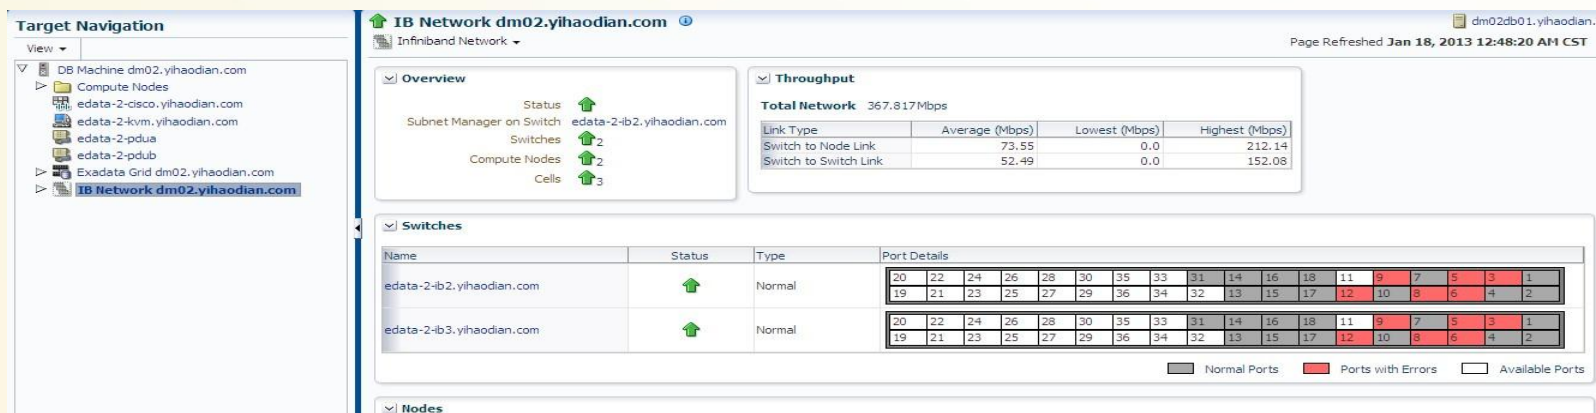 Target Navigation
View
DB Machine dm02.yihaodian.com
Compute Nodes
edata-2-cisco.yihaodian.com
edata-2-kvm.yihaodian.com
edata-2-pdua
edata-2-pdub
Exadata Grid dm02.yihaodian.com
IB Network dm02.yihaodian.com
IB Network dm02.yihaodian.com
dm02db01.yihaodian.
Infiniband Network
Page Refreshed Jan 18, 2013 12:48:20 AM CST
Overview
Status
Subnet Manager on Switch edata-2-ib2.yihaodian.com
Switches 2
Compute Nodes 2
Cells 3
Throughput
Total Network 367.817Mbps
Link Type Average (Mbps) Lowest (Mbps) Highest (Mbps)
Switch to Node Link 73.55 0.0 212.14
Switch to Switch Link 52.49 0.0 152.08
Switches
Name Status Type Port Details
edata-2-ib2.yihaodian.com Normal
20 22 24 26 28 30 35 33 31 14 16 18 11 9 7 5 3 1
19 21 23 25 27 29 36 34 32 13 15 17 12 10 8 6 4 2
edata-2-ib3.yihaodian.com Normal
20 22 24 26 28 30 35 33 31 14 16 18 11 9 7 5 3 1
19 21 23 25 27 29 36 34 32 13 15 17 12 10 8 6 4 2
Normal Ports Ports with Errors Available Ports
Nodes